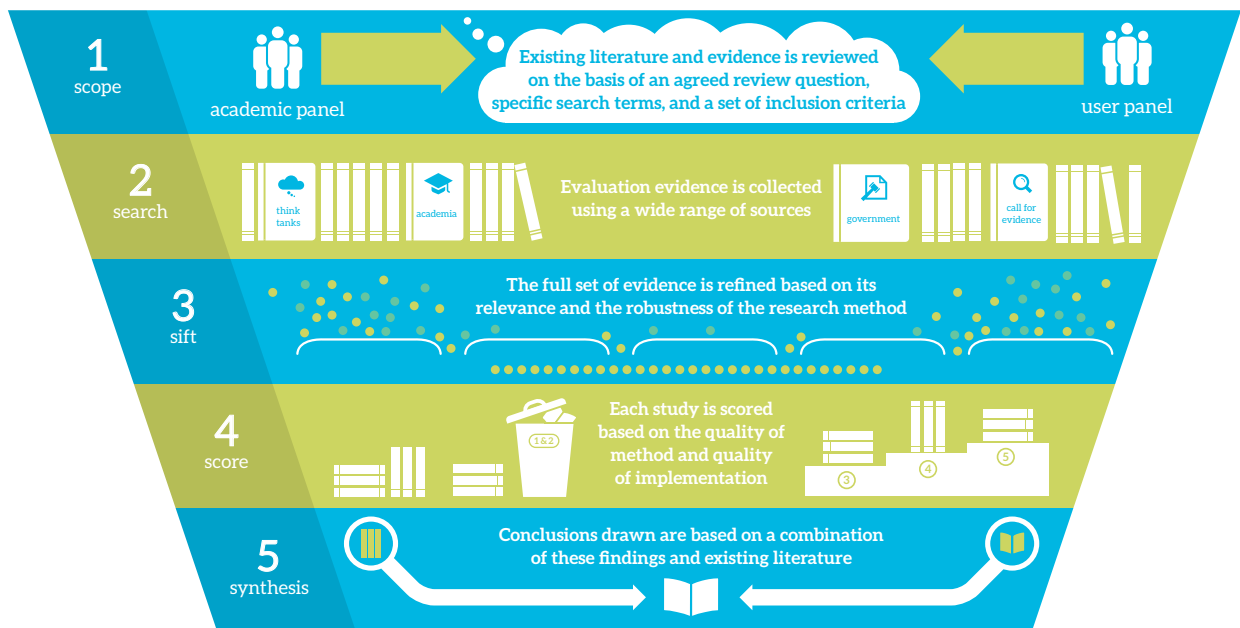 1
scope
academic panel
Existing literature and evidence is reviewed
on the basis of an agreed review question,
specific search terms, and a set of inclusion criteria
user panel
2
search
think
tanks
academia
Evaluation evidence is collected
using a wide range of sources
government
call for
evidence
3
sift
The full set of evidence is refined based on its
relevance and the robustness of the research method
4
score
1 & 2
Each study is scored
based on the quality of
method and quality
of implementation
3
4
5
5
synthesis
Conclusions drawn are based on a combination
of these findings and existing literature